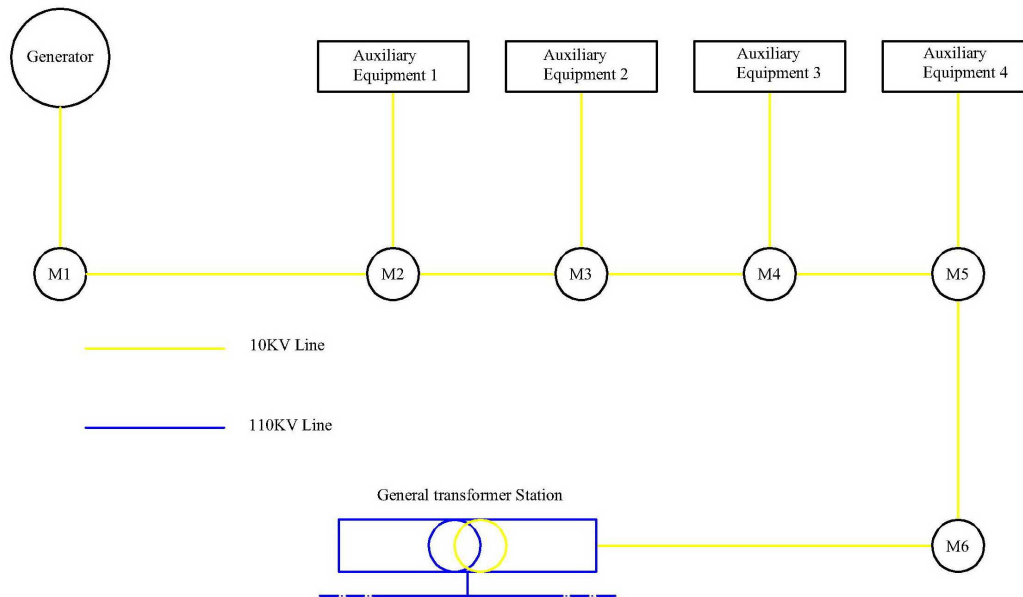 Generator
Auxiliary
Equipment 1
Auxiliary
Equipment 2
Auxiliary
Equipment 3
Auxiliary
Equipment 4
M1
M2
M3
M4
M5
10KV Line
110KV Line
General transformer Station
M6